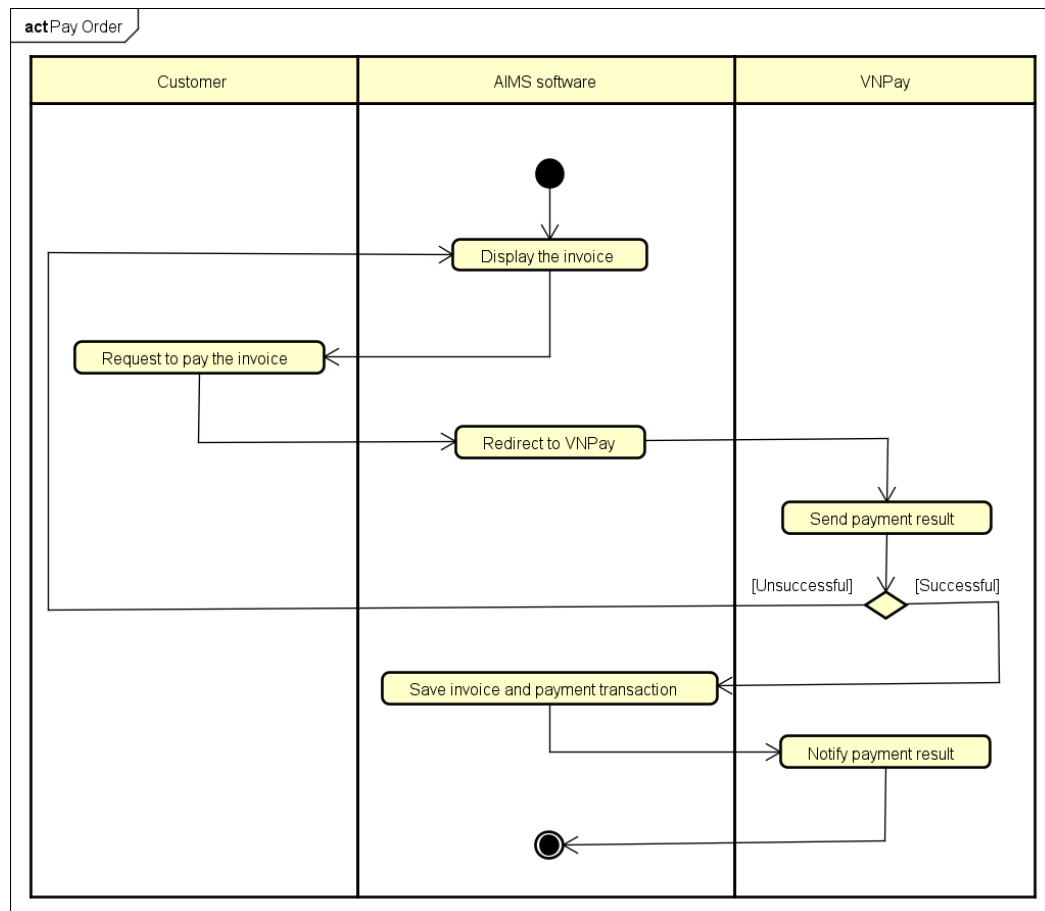 act Pay Order
Customer
AIMS software
VNPay
Display the invoice
Request to pay the invoice
Redirect to VNPay
Send payment result
[Unsuccessful]
[Successful]
Save invoice and payment transaction
Notify payment result